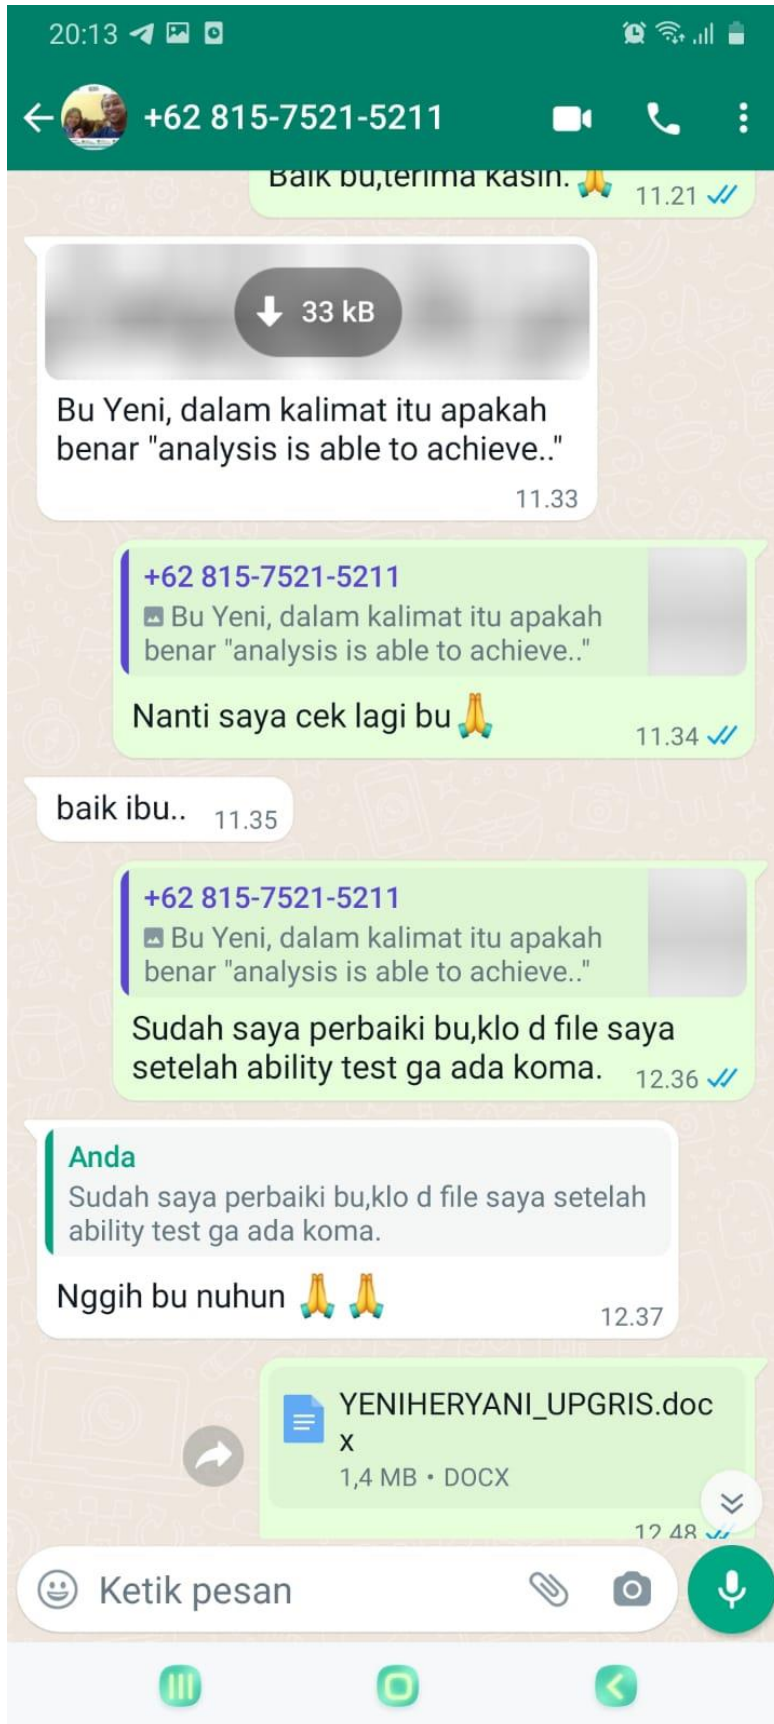 20:13
+62 815-7521-5211
Baik bu,terima kasih.🙏 11.21
33 kB
Bu Yeni, dalam kalimat itu apakah
benar "analysis is able to achieve.."
11.33
+62 815-7521-5211
Bu Yeni, dalam kalimat itu apakah
benar "analysis is able to achieve.."
Nanti saya cek lagi bu🙏 11.34
baik ibu.. 11.35
+62 815-7521-5211
Bu Yeni, dalam kalimat itu apakah
benar "analysis is able to achieve.."
Sudah saya perbaiki bu,klo d file saya
setelah ability test ga ada koma. 12.36
Anda
Sudah saya perbaiki bu,klo d file saya setelah
ability test ga ada koma.
Nggih bu nuhun 🙏 🙏
12.37
YENIHERYANI_UPGRIS.doc
x
1,4 MB • DOCX
12.48
Ketik pesan